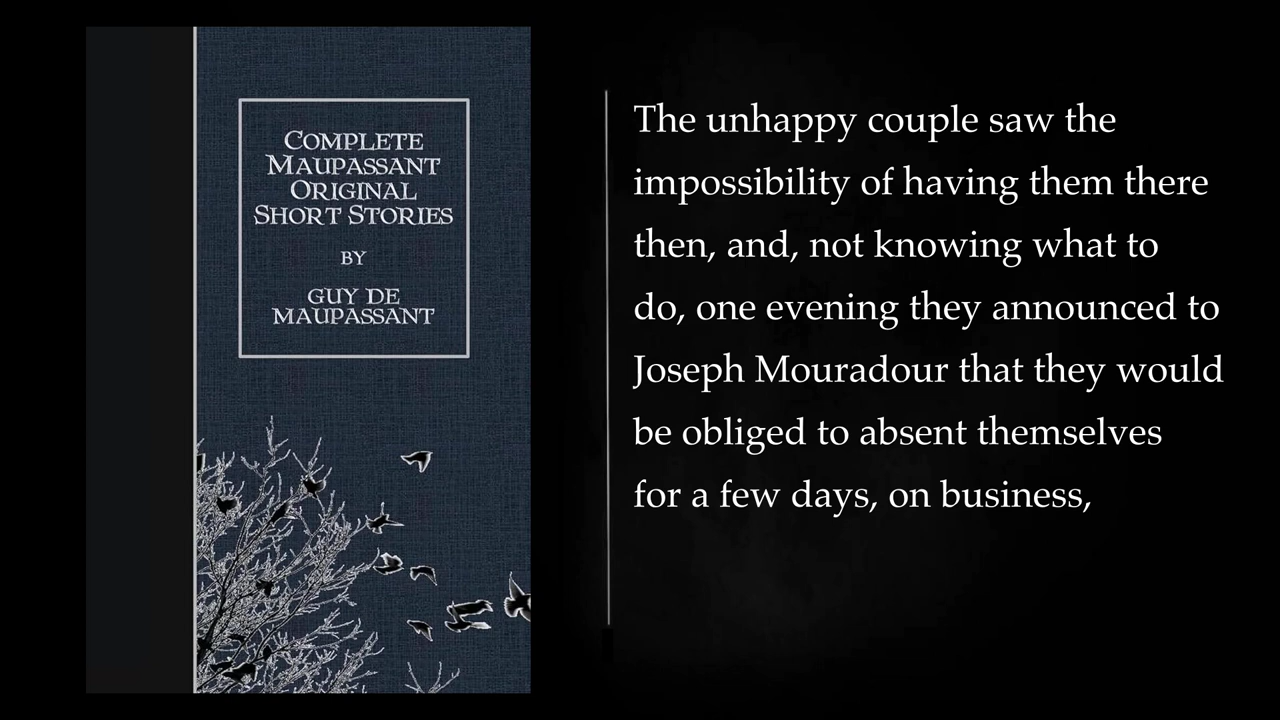 COMPLETE
MAUPASSANT
ORIGINAL
SHORT STORIES
BY
GUY DE
MAUPASSANT
The unhappy couple saw the
impossibility of having them there
then, and, not knowing what to
do, one evening they announced to
Joseph Mouradour that they would
be obliged to absent themselves
for a few days, on business,